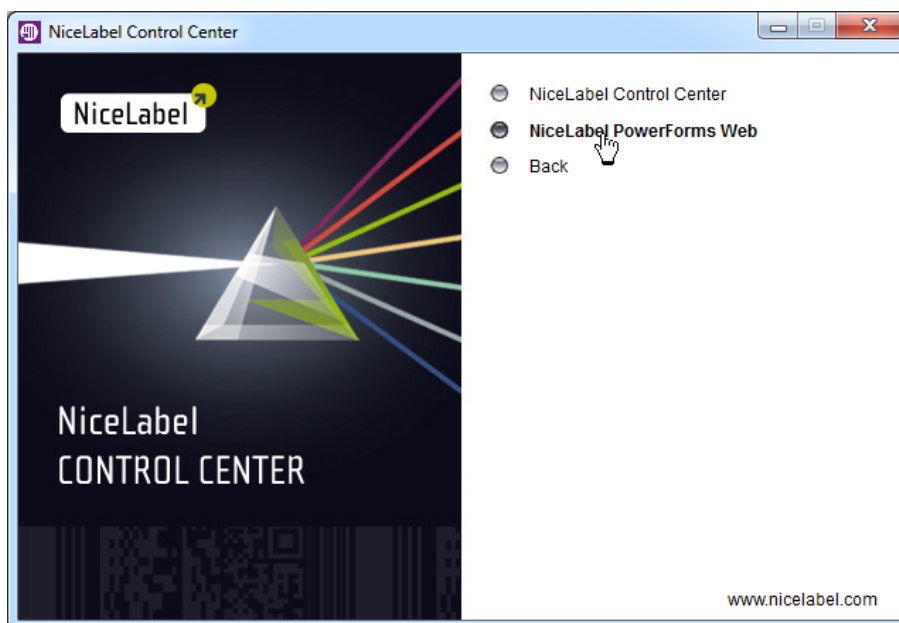 NiceLabel Control Center
NiceLabel
NiceLabel
CONTROL CENTER
NiceLabel Control Center
NiceLabel PowerForms Web
Back
www.nicelabel.com